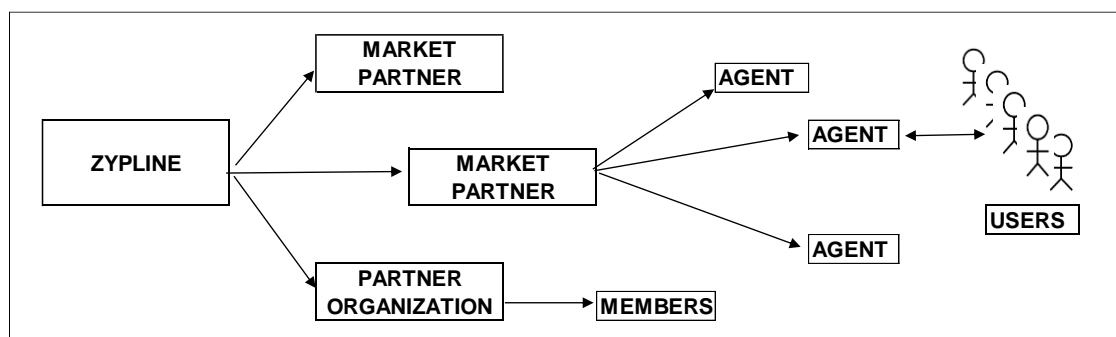 MARKET
PARTNER
AGENT
ZYPLINE
MARKET
PARTNER
AGENT
USERS
AGENT
PARTNER
ORGANIZATION
MEMBERS